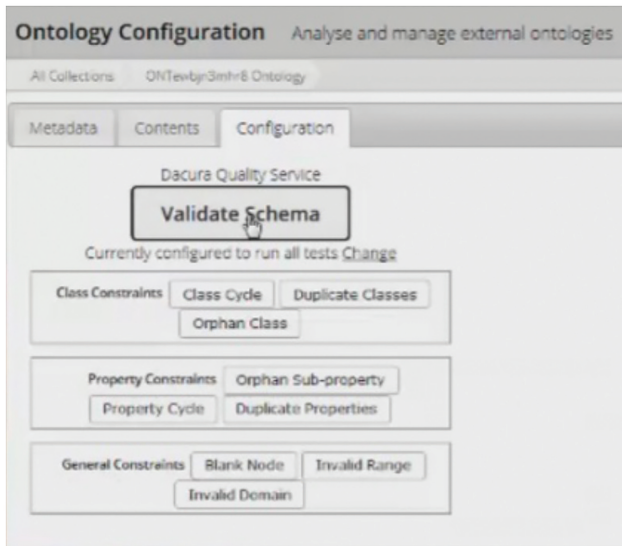 Ontology Configuration Analyse and manage external ontologies
All Collections ONTewbjn3mhr8 Ontology
Metadata Contents Configuration
Dacura Quality Service
Validate Schema
Currently configured to run all tests Change
Class Constraints Class Cycle Duplicate Classes
Orphan Class
Property Constraints Orphan Sub-property
Property Cycle Duplicate Properties
General Constraints Blank Node Invalid Range
Invalid Domain